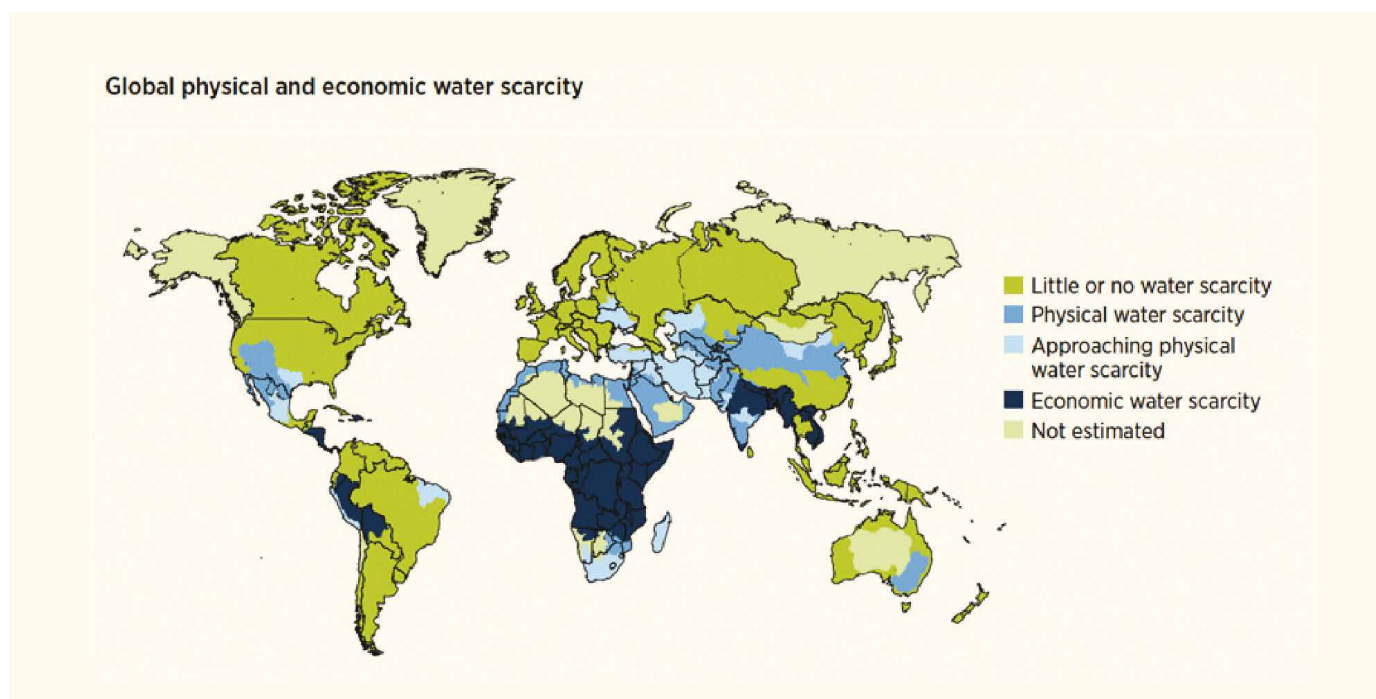 Global physical and economic water scarcity
Little or no water scarcity
Physical water scarcity
Approaching physical
water scarcity
Economic water scarcity
Not estimated